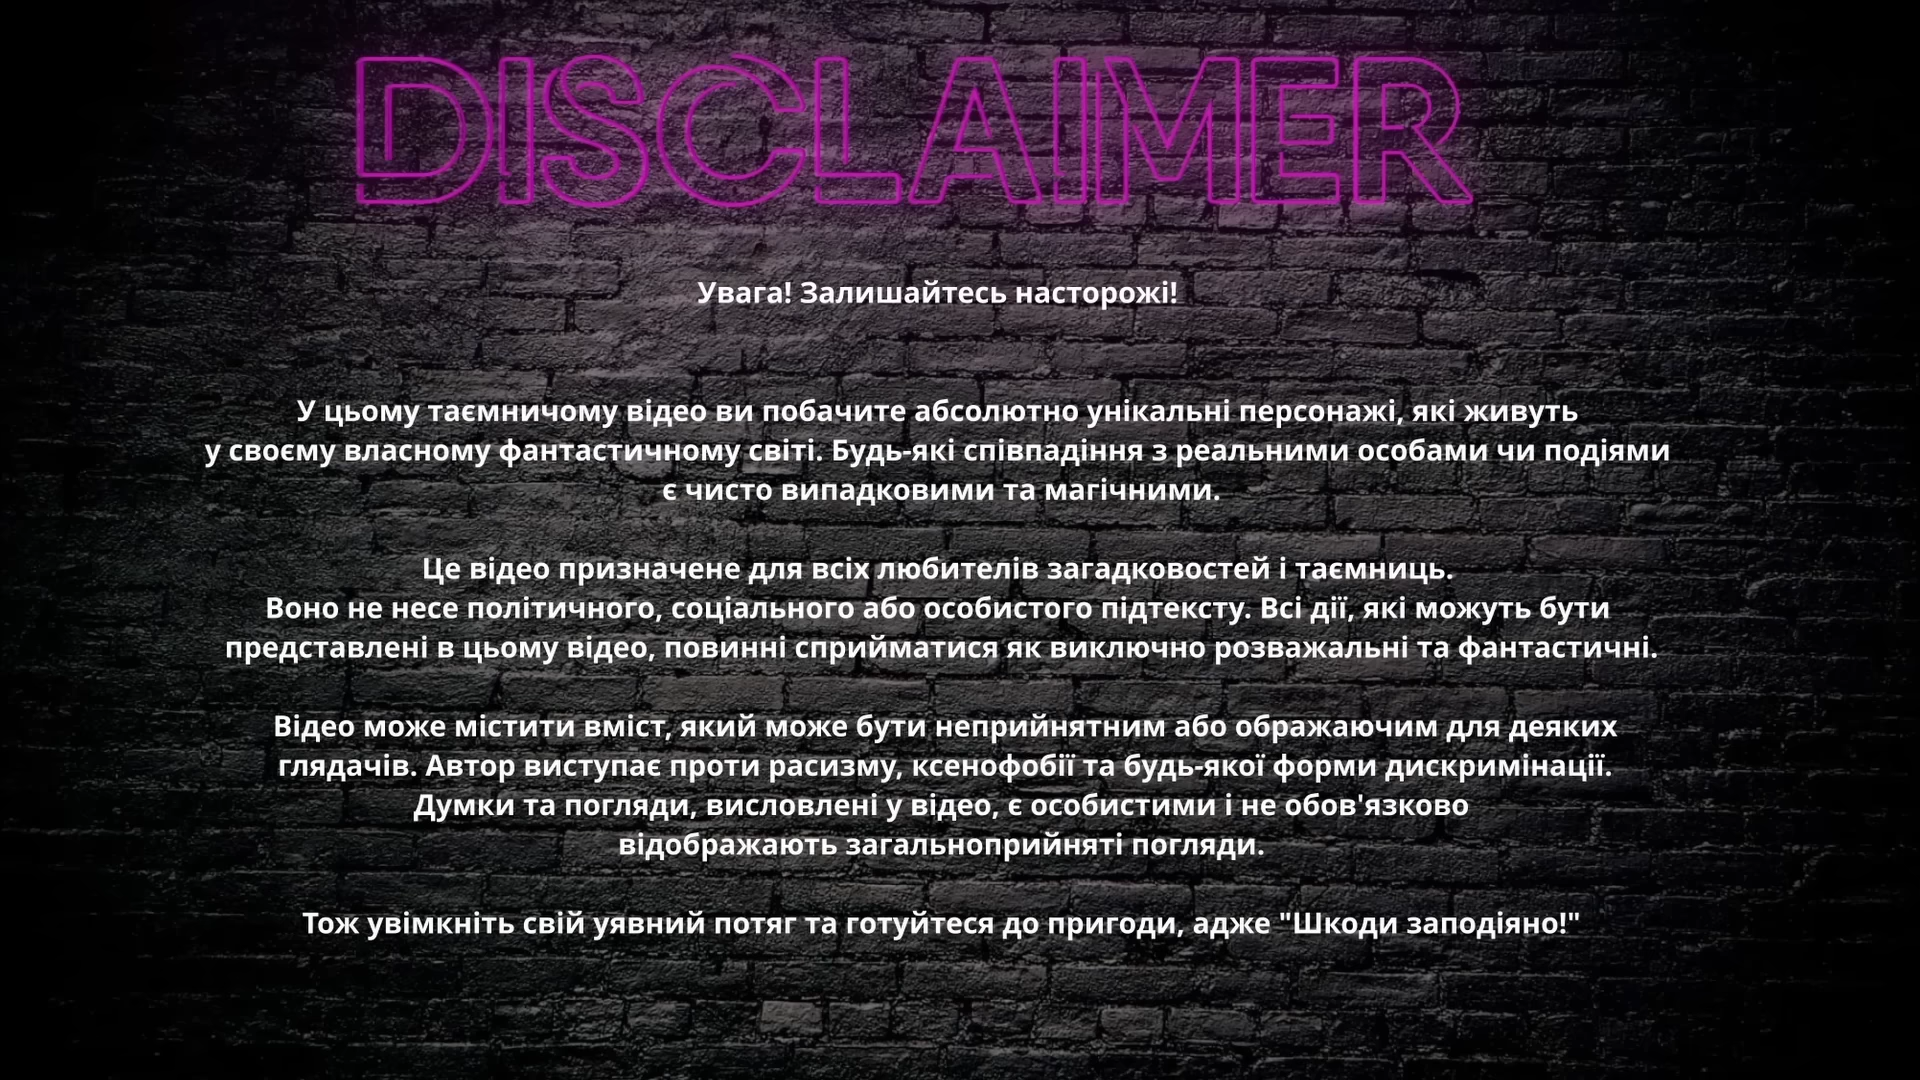 DISCLAIMER
Увага! Залишайтесь насторожі!
У цьому таємничому відео ви побачите абсолютно унікальні персонажі, які живуть
у своєму власному фантастичному світі. Будь-які співпадіння з реальними особами чи подіями
є чисто випадковими та магічними.
Це відео призначене для всіх любителів загадковостей і таємниць.
Воно не несе політичного, соціального або особистого підтексту. Всі дії, які можуть бути
представлені в цьому відео, повинні сприйматися як виключно розважальні та фантастичні.
Відео може містити вміст, який може бути неприйнятним або ображаючим для деяких
глядачів. Автор виступає проти расизму, ксенофобії та будь-якої форми дискримінації.
Думки та погляди, висловлені у відео, є особистими і не обов'язково
відображають загальноприйняті погляди.
Тож увімкніть свій уявний потяг та готуйтеся до пригоди, адже "Шкоди заподіяно!"